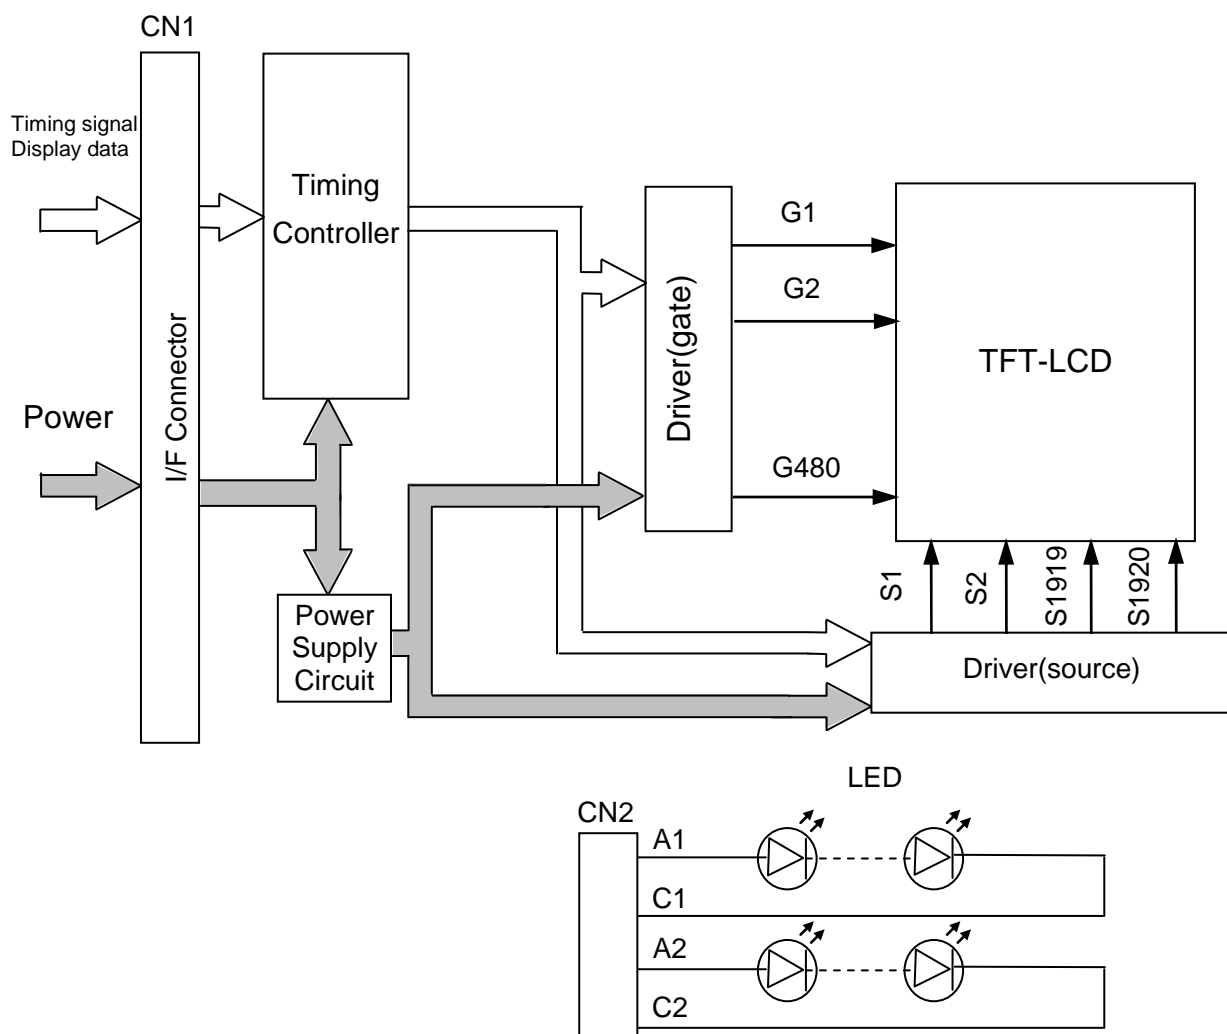 CN1
Timing signal
Display data
Timing
Controller
Power
I/F Connector
Driver(gate)
G1
G2
G480
TFT-LCD
S1
S2
S1919
S1920
Power
Supply
Circuit
Driver(source)
LED
CN2
A1
C1
A2
C2